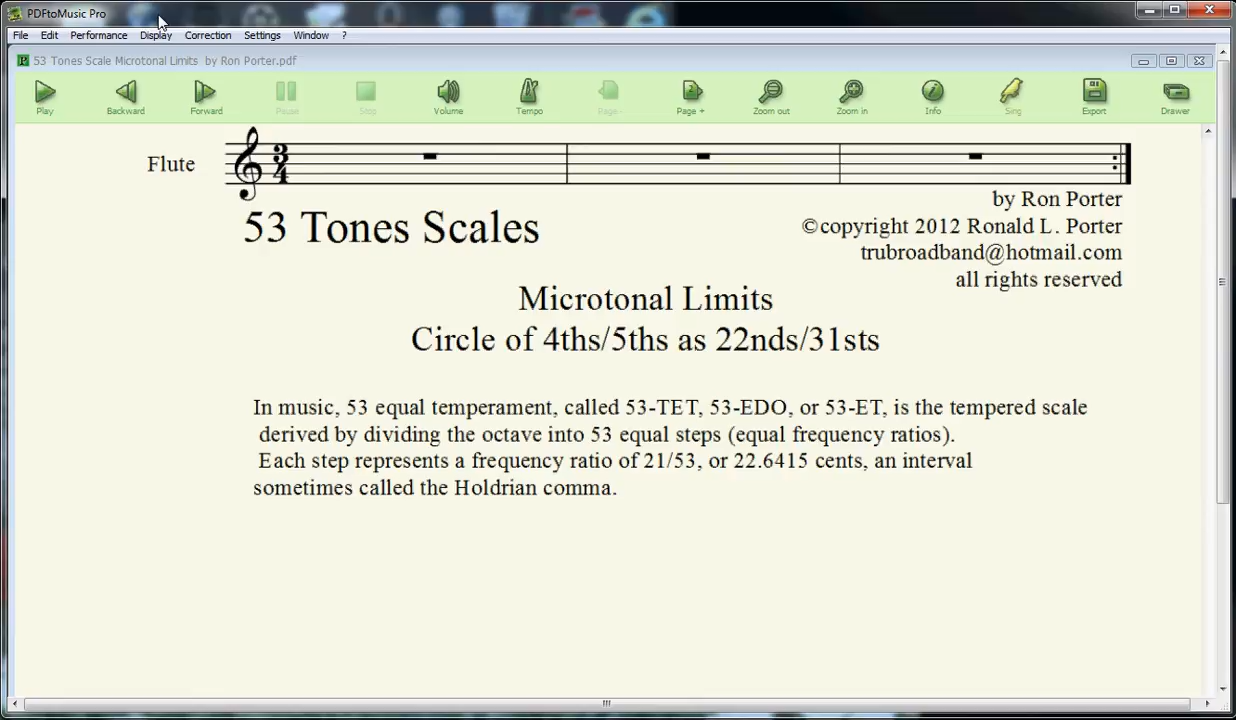 PDFtoMusic Pro
File Edit Performance Display Correction Settings Window ?
53 Tones Scale Microtonal Limits by Ron Porter.pdf
Play Backward Forward Pause Stop Volume Tempo Page - Page + Zoom out Zoom in Info Sing Export Drawer
Flute
3
4
by Ron Porter
53 Tones Scales
©copyright 2012 Ronald L. Porter
trubroadband@hotmail.com
all rights reserved
Microtonal Limits
Circle of 4ths/5ths as 22nds/31sts
In music, 53 equal temperament, called 53-TET, 53-EDO, or 53-ET, is the tempered scale
derived by dividing the octave into 53 equal steps (equal frequency ratios).
Each step represents a frequency ratio of 21/53, or 22.6415 cents, an interval
sometimes called the Holdrian comma.